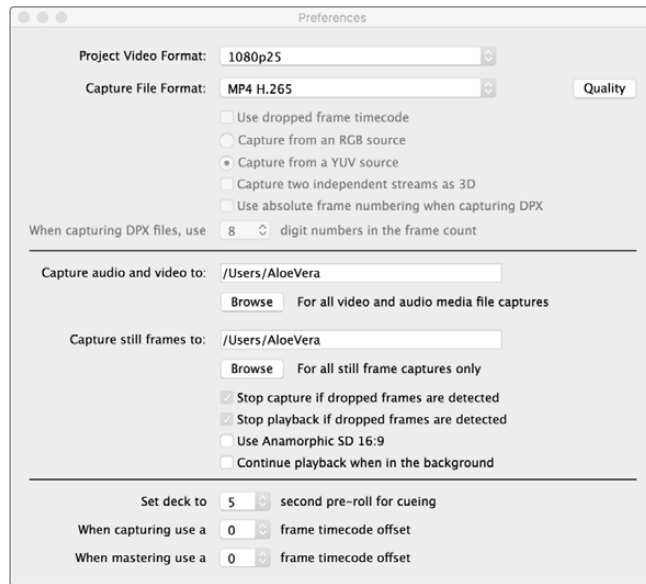 Preferences
Project Video Format: 1080p25
Capture File Format: MP4 H.265 Quality
Use dropped frame timecode
Capture from an RGB source
Capture from a YUV source
Capture two independent streams as 3D
Use absolute frame numbering when capturing DPX
When capturing DPX files, use 8 digit numbers in the frame count
Capture audio and video to: /Users/AloeVera
Browse For all video and audio media file captures
Capture still frames to: /Users/AloeVera
Browse For all still frame captures only
Stop capture if dropped frames are detected
Stop playback if dropped frames are detected
Use Anamorphic SD 16:9
Continue playback when in the background
Set deck to 5 second pre-roll for cueing
When capturing use a 0 frame timecode offset
When mastering use a 0 frame timecode offset